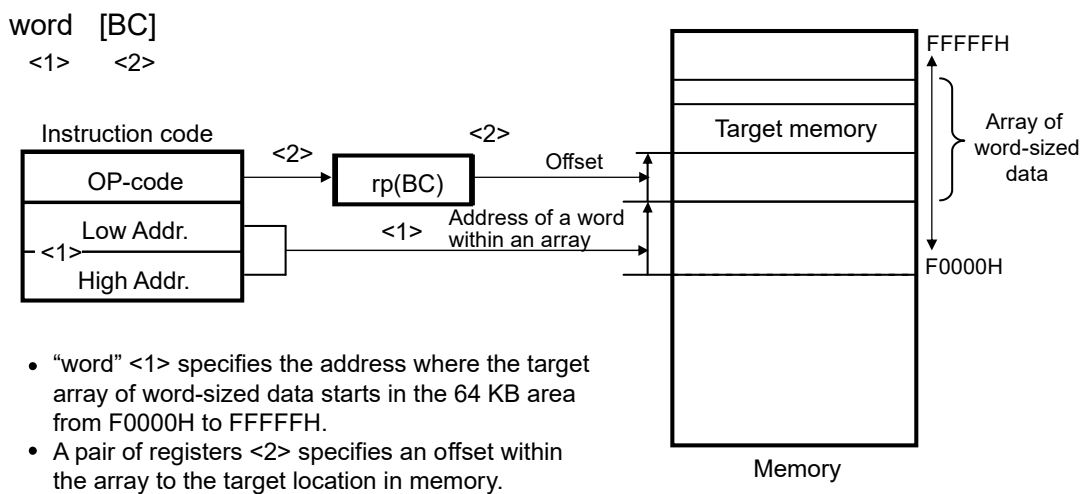 word [BC]
<1> <2>
Instruction code
OP-code
Low Addr.
<1>
High Addr.
<2>
rp(BC)
<2>
Offset
<1>
Address of a word
within an array
Target memory
FFFFFH
Array of
word-sized
data
F0000H
Memory
• “word” <1> specifies the address where the target
array of word-sized data starts in the 64 KB area
from F0000H to FFFFFH.
• A pair of registers <2> specifies an offset within
the array to the target location in memory.